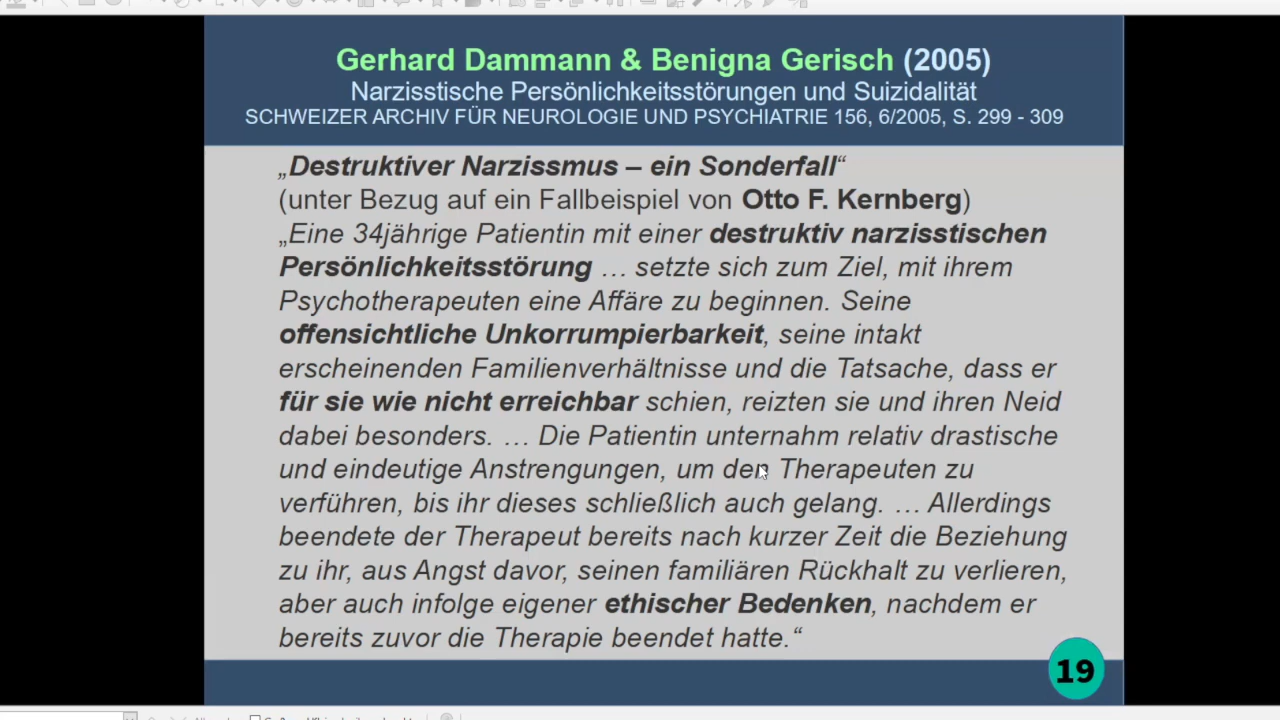 Gerhard Dammann & Benigna Gerisch (2005)
Narzisstische Persönlichkeitsstörungen und Suizidalität
SCHWEIZER ARCHIV FÜR NEUROLOGIE UND PSYCHIATRIE 156, 6/2005, S. 299 - 309
„Destruktiver Narzissmus – ein Sonderfall“
(unter Bezug auf ein Fallbeispiel von Otto F. Kernberg)
„Eine 34jährige Patientin mit einer destruktiv narzisstischen
Persönlichkeitsstörung … setzte sich zum Ziel, mit ihrem
Psychotherapeuten eine Affäre zu beginnen. Seine
offensichtliche Unkorrumpierbarkeit, seine intakt
erscheinenden Familienverhältnisse und die Tatsache, dass er
für sie wie nicht erreichbar schien, reizten sie und ihren Neid
dabei besonders. … Die Patientin unternahm relativ drastische
und eindeutige Anstrengungen, um den Therapeuten zu
verführen, bis ihr dieses schließlich auch gelang. … Allerdings
beendete der Therapeut bereits nach kurzer Zeit die Beziehung
zu ihr, aus Angst davor, seinen familiären Rückhalt zu verlieren,
aber auch infolge eigener ethischer Bedenken, nachdem er
bereits zuvor die Therapie beendet hatte.“
19